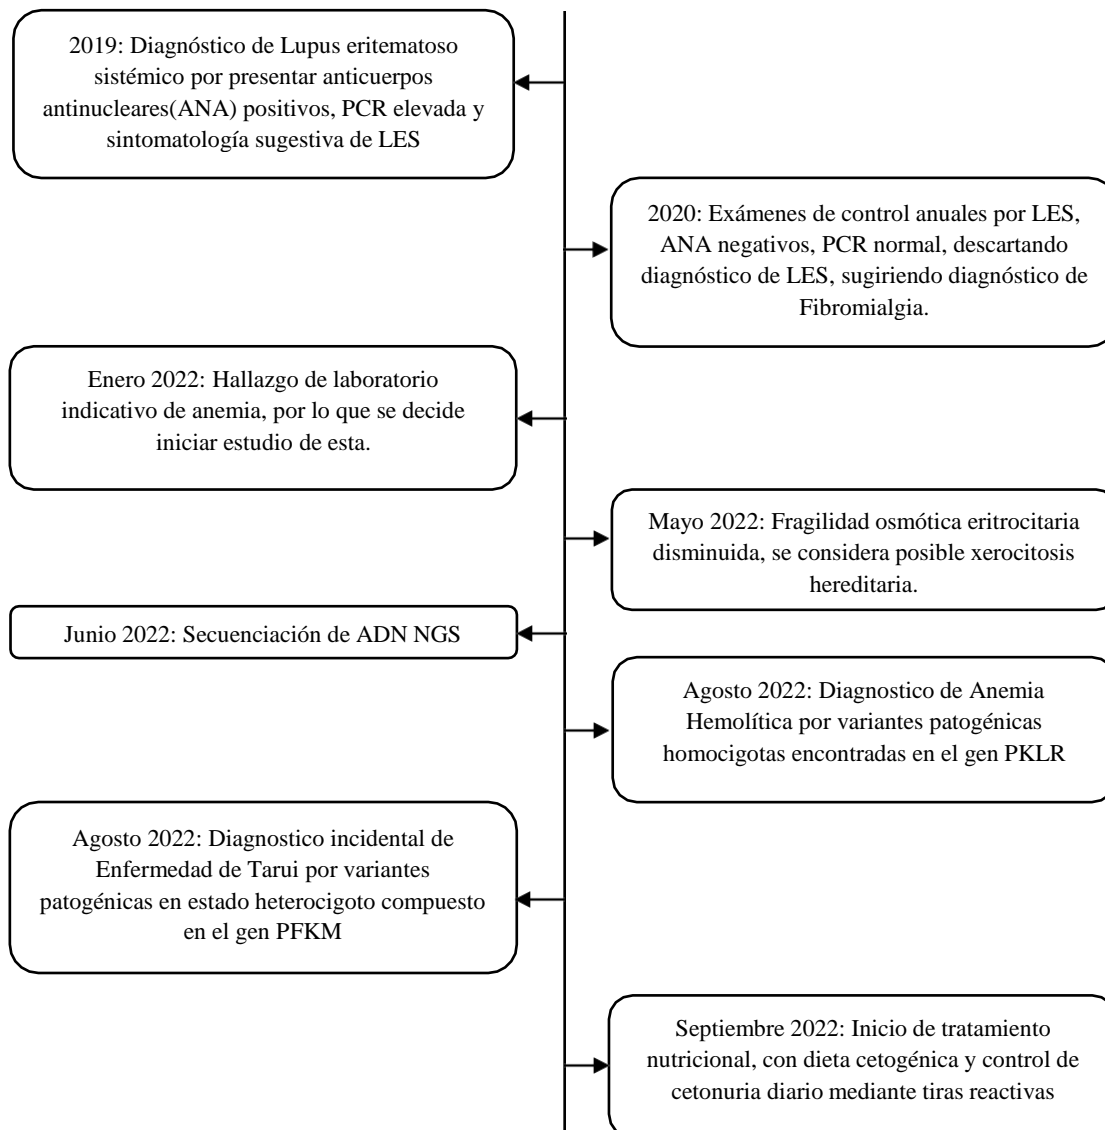 2019: Diagnóstico de Lupus eritematoso
sistémico por presentar anticuerpos
antinucleares(ANA) positivos, PCR elevada y
sintomatología sugestiva de LES
2020: Exámenes de control anuales por LES,
ANA negativos, PCR normal, descartando
diagnóstico de LES, sugiriendo diagnóstico de
Fibromialgia.
Enero 2022: Hallazgo de laboratorio
indicativo de anemia, por lo que se decide
iniciar estudio de esta.
Mayo 2022: Fragilidad osmótica eritrocitaria
disminuida, se considera posible xerocitosis
hereditaria.
Junio 2022: Secuenciación de ADN NGS
Agosto 2022: Diagnostico de Anemia
Hemolítica por variantes patogénicas
homocigotas encontradas en el gen PKLR
Agosto 2022: Diagnostico incidental de
Enfermedad de Tarui por variantes
patogénicas en estado heterocigoto compuesto
en el gen PFKM
Septiembre 2022: Inicio de tratamiento
nutricional, con dieta cetogénica y control de
cetonuria diario mediante tiras reactivas